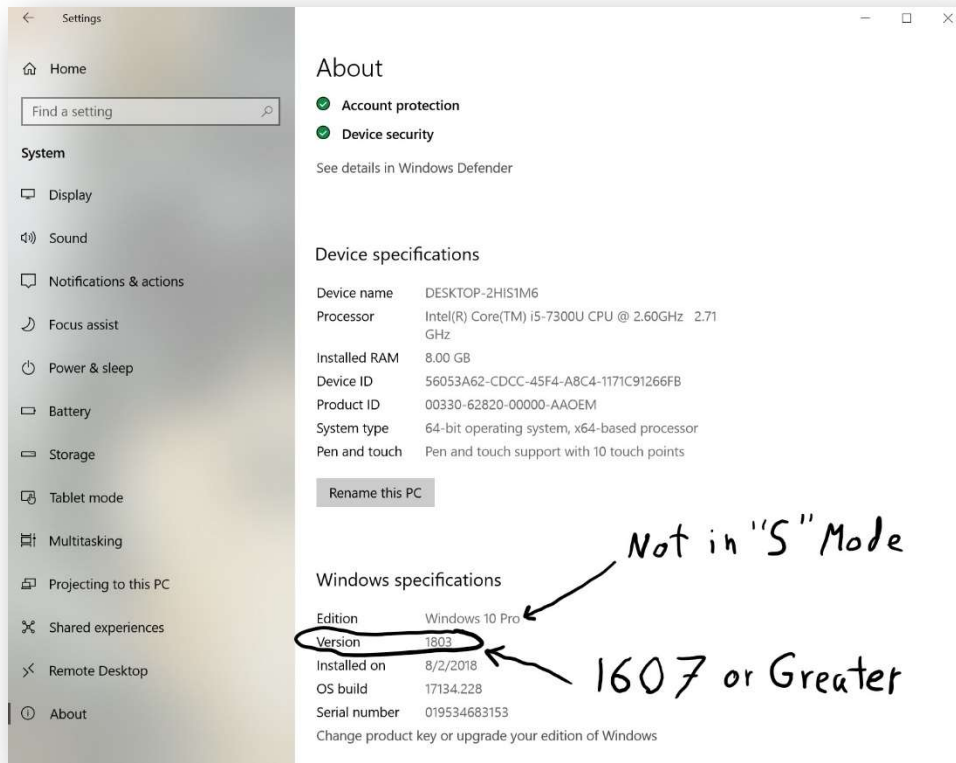 Settings
Home
Find a setting
System
Display
Sound
Notifications & actions
Focus assist
Power & sleep
Battery
Storage
Tablet mode
Multitasking
Projecting to this PC
Shared experiences
Remote Desktop
About
About
Account protection
Device security
See details in Windows Defender
Device specifications
Device name DESKTOP-2HIS1M6
Processor Intel(R) Core(TM) i5-7300U CPU @ 2.60GHz 2.71
GHz
Installed RAM 8.00 GB
Device ID 56053A62-CDCC-45F4-A8C4-1171C91266FB
Product ID 00330-62820-00000-AAOEM
System type 64-bit operating system, x64-based processor
Pen and touch Pen and touch support with 10 touch points
Rename this PC
Not in "S" Mode
Windows specifications
Edition Windows 10 Pro
Version 1803
Installed on 8/2/2018
1607 or Greater
OS build 17134.228
Serial number 019534683153
Change product key or upgrade your edition of Windows